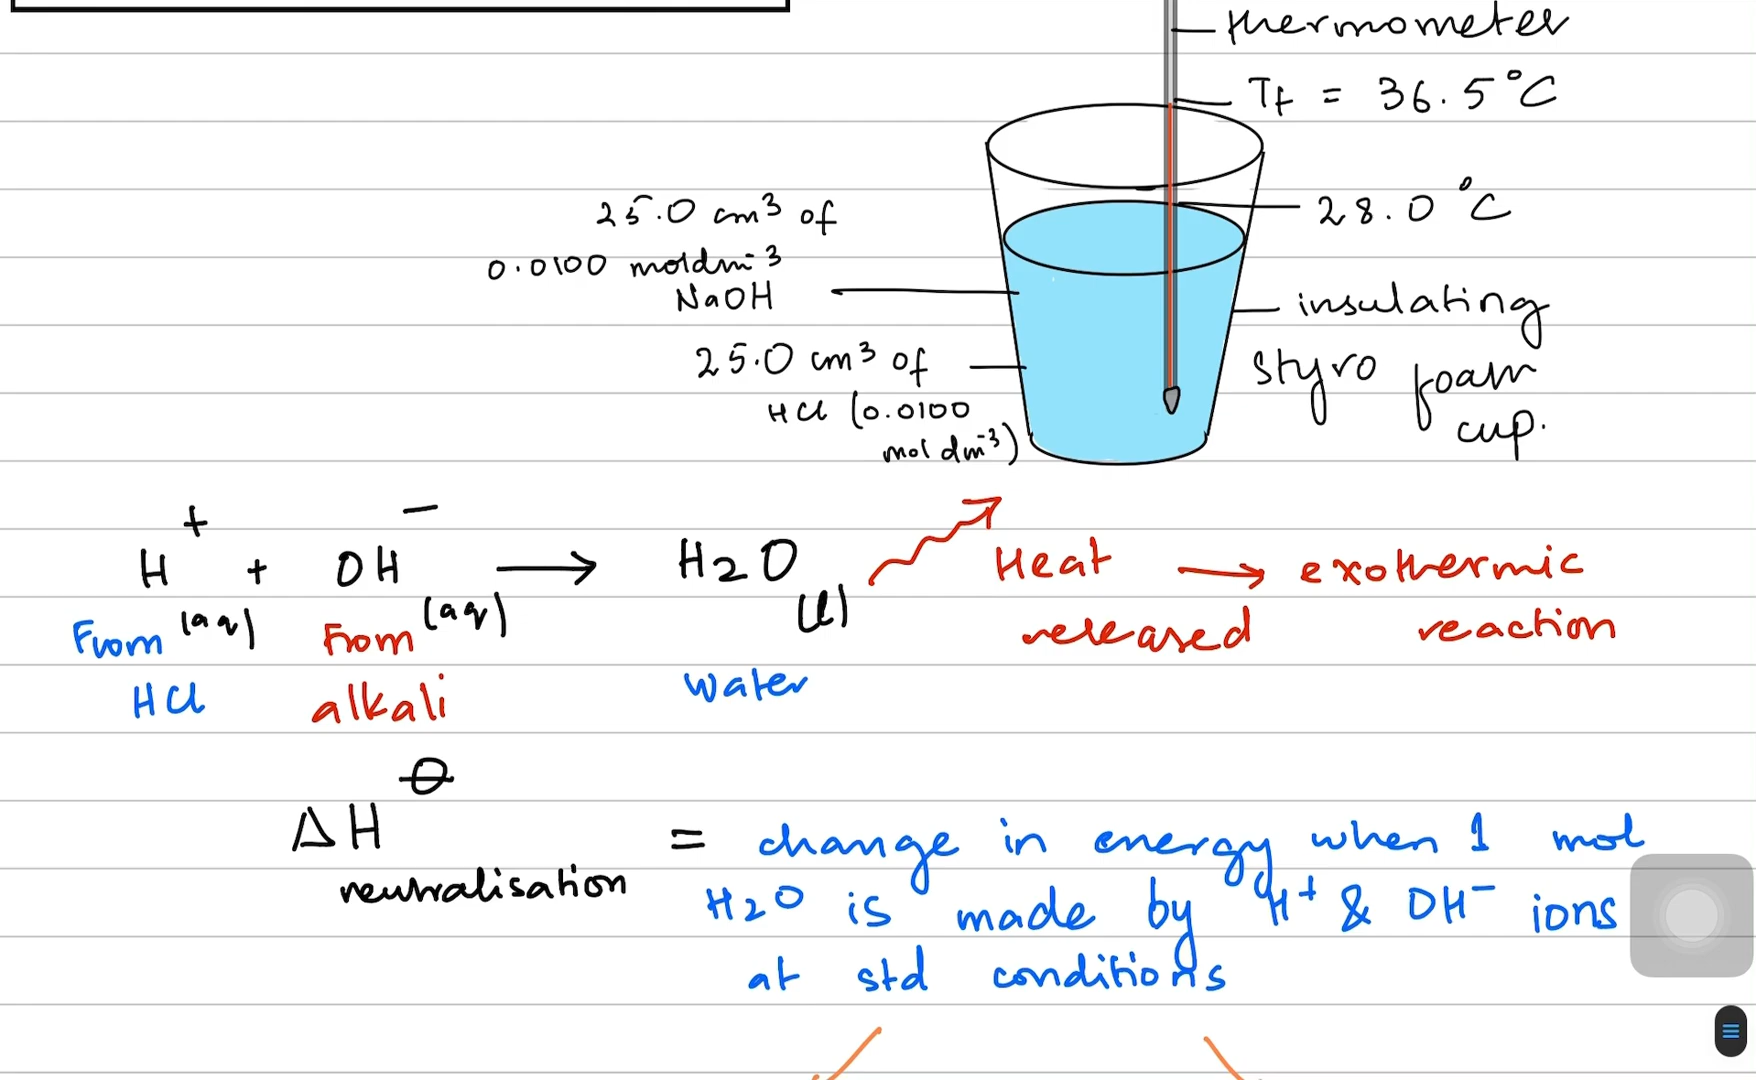 thermometer
Tf = 36.5°C
28.0°C
25.0 cm³ of
0.0100 moldm⁻³
NaOH
insulating
styro foam
cup.
25.0 cm³ of
HCl (0.0100
mol dm⁻³)
H⁺(aq) + OH⁻(aq) → H2O(l) Heat → exothermic
released reaction
From From
HCl alkali water
ΔH⊖ neutralisation = change in energy when 1 mol
H2O is made by H⁺ & OH⁻ ions
at std conditions